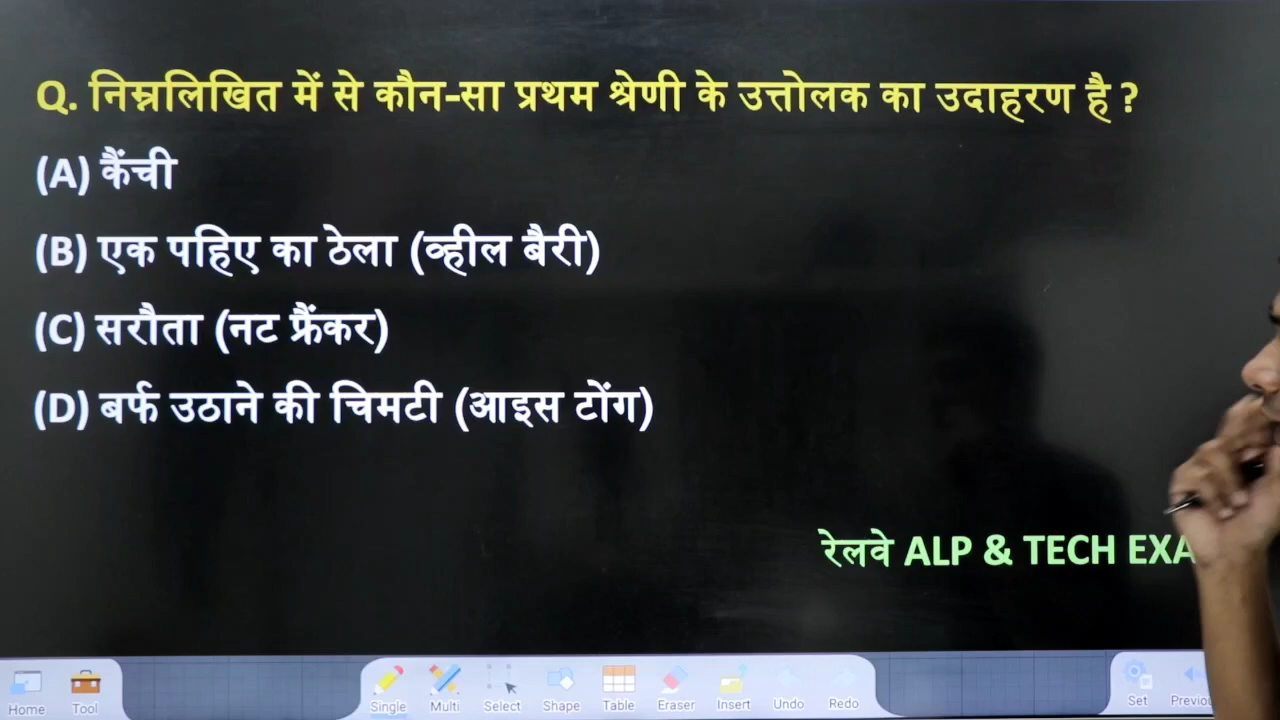 Q. निम्नलिखित में से कौन-सा प्रथम श्रेणी के उत्तोलक का उदाहरण है ?
(A) कैंची
(B) एक पहिए का ठेला (व्हील बैरी)
(C) सरौता (नट फ्रैंकर)
(D) बर्फ उठाने की चिमटी (आइस टोंग)
रेलवे ALP & TECH EXA
Home Tool Single Multi Select Shape Table Eraser Insert Undo Redo Set Previou